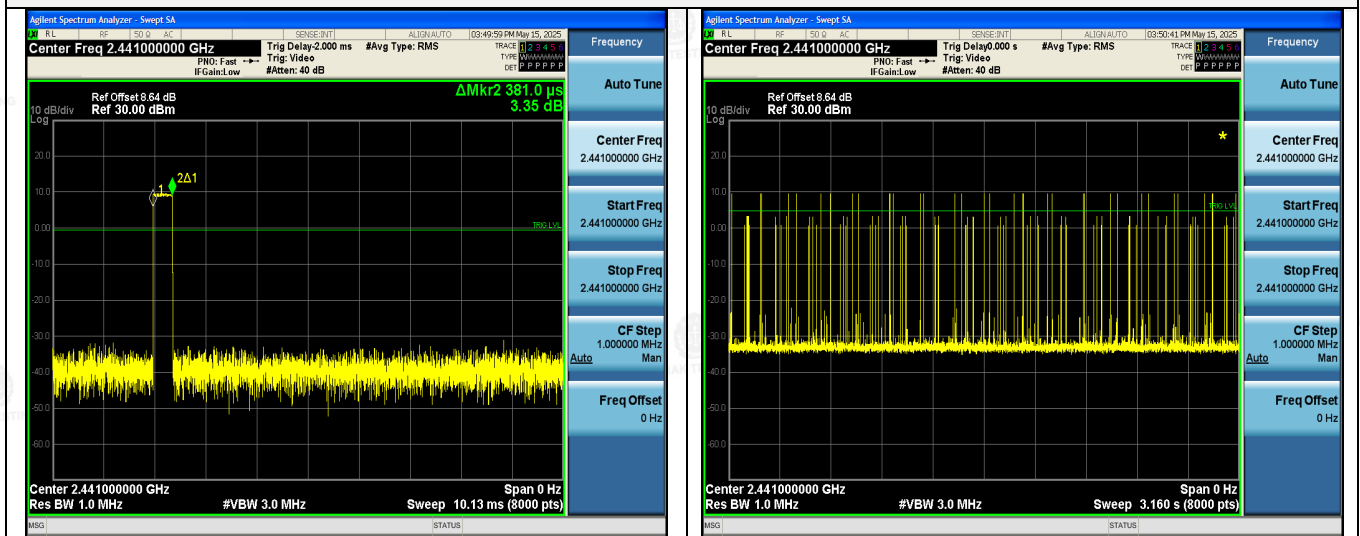 Agilent Spectrum Analyzer - Swept SA
LXI RL RF 50 Ω AC SENSE:INT ALIGN AUTO 03:49:59 PM May 15, 2025
Center Freq 2.441000000 GHz
Trig Delay-2.000 ms #Avg Type: RMS TRACE 1 2 3 4 5 6
PNO: Fast Trig: Video TYPE WWWWWW
IFGain:Low #Atten: 40 dB DET P P P P P P
Frequency
ΔMkr2 381.0 µs
3.35 dB
Ref Offset 8.64 dB
10 dB/div Ref 30.00 dBm
Log
20.0
10.0
0.00
-10.0
-20.0
-30.0
-40.0
-50.0
-60.0
1
2Δ1
TRIG LVL
Center 2.441000000 GHz Span 0 Hz
Res BW 1.0 MHz #VBW 3.0 MHz Sweep 10.13 ms (8000 pts)
MSG STATUS
Auto Tune
Center Freq
2.441000000 GHz
Start Freq
2.441000000 GHz
Stop Freq
2.441000000 GHz
CF Step
1.000000 MHz
Auto Man
Freq Offset
0 Hz
Agilent Spectrum Analyzer - Swept SA
LXI RL RF 50 Ω AC SENSE:INT ALIGN AUTO 03:50:41 PM May 15, 2025
Center Freq 2.441000000 GHz
Trig Delay0.000 s #Avg Type: RMS TRACE 1 2 3 4 5 6
PNO: Fast Trig: Video TYPE WWWWWW
IFGain:Low #Atten: 40 dB DET P P P P P P
Frequency
Ref Offset 8.64 dB
10 dB/div Ref 30.00 dBm
Log
*
20.0
10.0
0.00
-10.0
-20.0
-30.0
-40.0
-50.0
-60.0
TRIG LVL
Center 2.441000000 GHz Span 0 Hz
Res BW 1.0 MHz #VBW 3.0 MHz Sweep 3.160 s (8000 pts)
MSG STATUS
Auto Tune
Center Freq
2.441000000 GHz
Start Freq
2.441000000 GHz
Stop Freq
2.441000000 GHz
CF Step
1.000000 MHz
Auto Man
Freq Offset
0 Hz